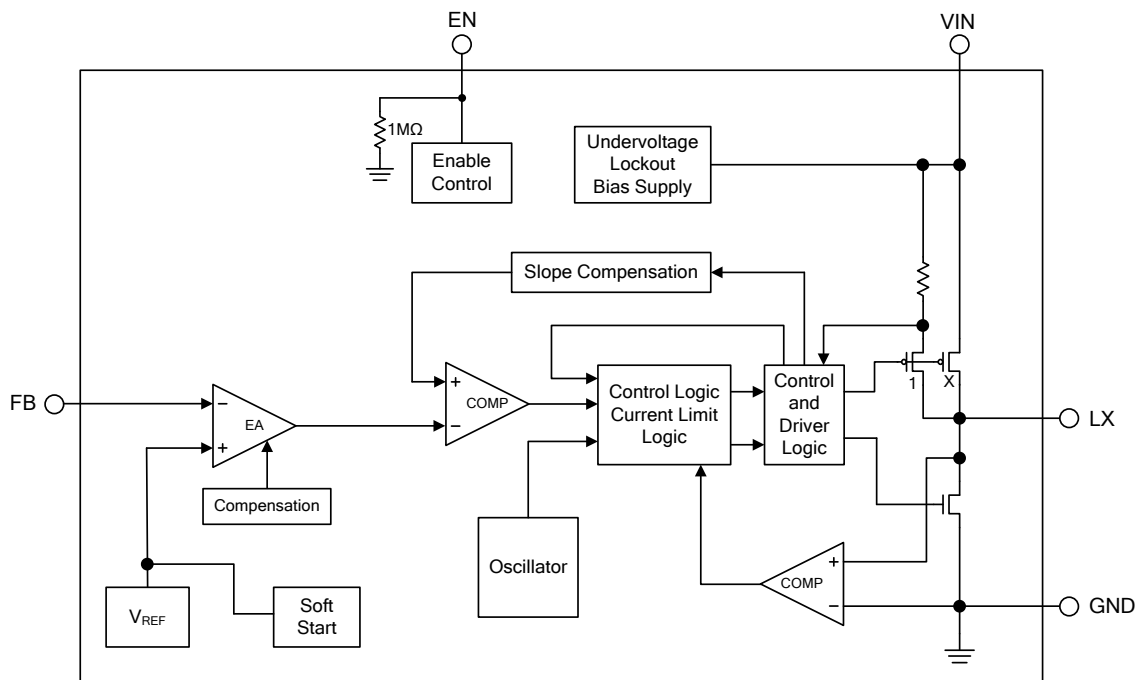 EN
VIN
1MΩ
Enable
Control
Undervoltage
Lockout
Bias Supply
Slope Compensation
FB
−
+
EA
Compensation
VREF
Soft
Start
+
−
COMP
Control Logic
Current Limit
Logic
Oscillator
Control
and
Driver
Logic
1
X
LX
COMP
+
−
GND